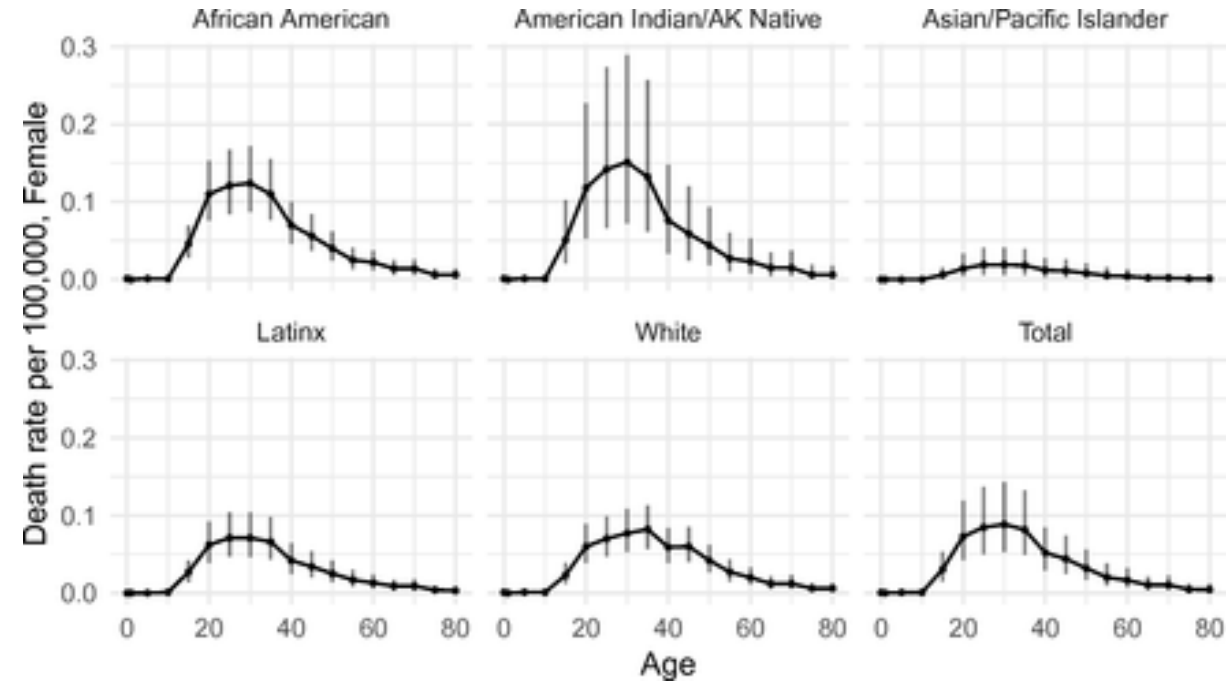 African American
American Indian/AK Native
Asian/Pacific Islander
0.3
0.2
0.1
0.0
Latinx
White
Total
0.3
0.2
0.1
0.0
0 20 40 60 80
0 20 40 60 80
0 20 40 60 80
Age
Death rate per 100,000, Female